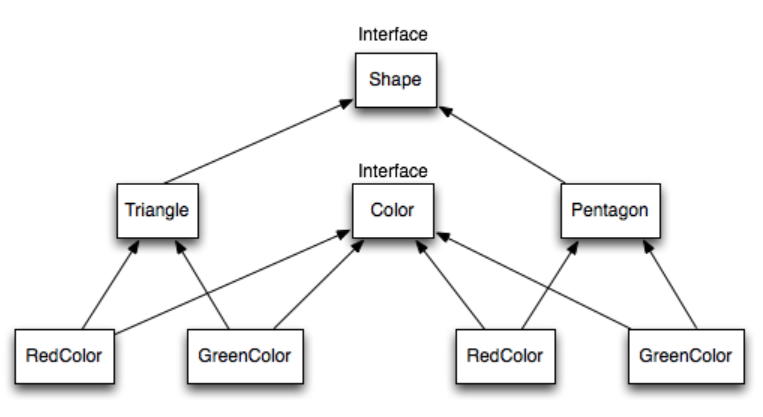 Interface
Shape
Interface
Triangle
Color
Pentagon
RedColor
GreenColor
RedColor
GreenColor